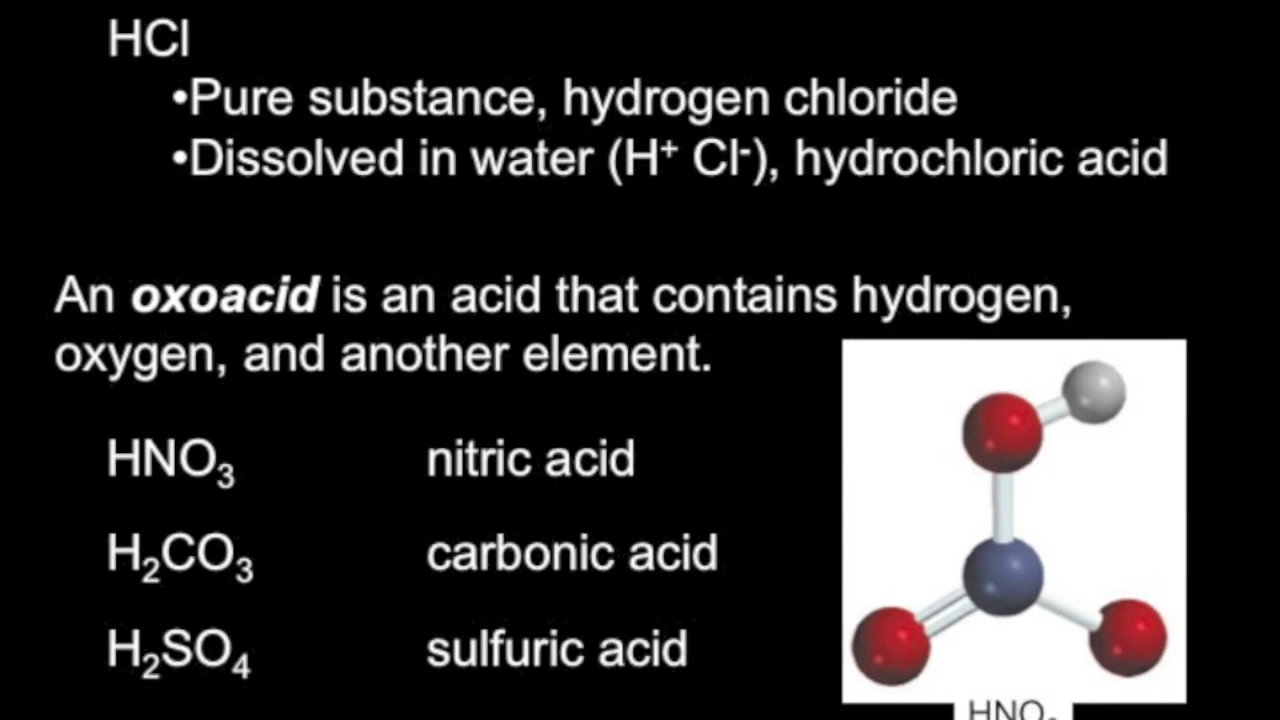 HCl
•Pure substance, hydrogen chloride
•Dissolved in water (H⁺ Cl⁻), hydrochloric acid
An oxoacid is an acid that contains hydrogen,
oxygen, and another element.
HNO₃ nitric acid
H₂CO₃ carbonic acid
H₂SO₄ sulfuric acid
HNO₃